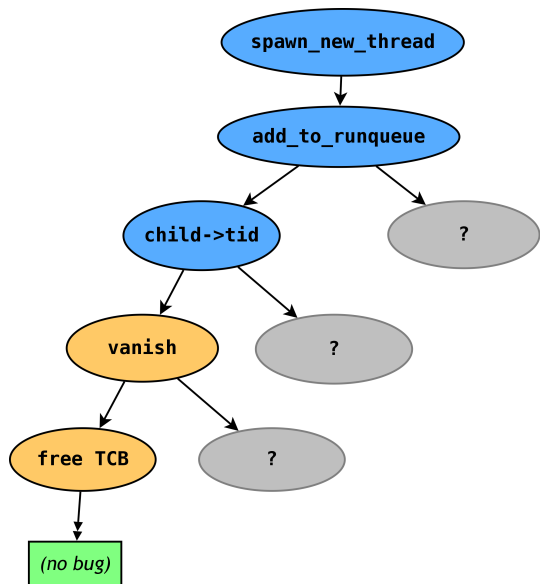 spawn_new_thread
add_to_runqueue
child->tid
?
vanish
?
free TCB
?
(no bug)